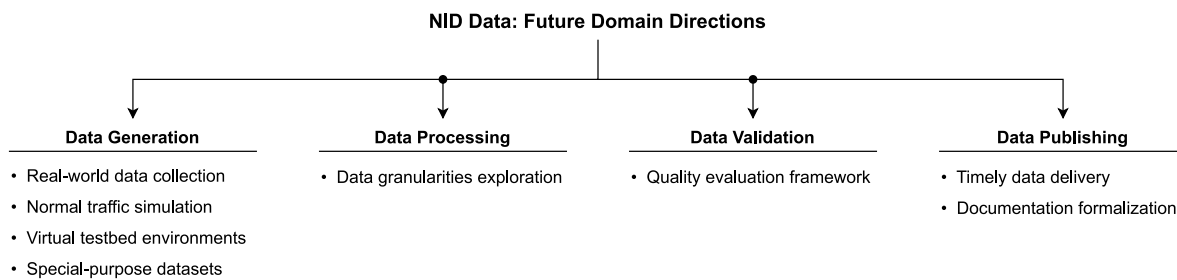 NID Data: Future Domain Directions
Data Generation
• Real-world data collection
• Normal traffic simulation
• Virtual testbed environments
• Special-purpose datasets
Data Processing
• Data granularities exploration
Data Validation
• Quality evaluation framework
Data Publishing
• Timely data delivery
• Documentation formalization